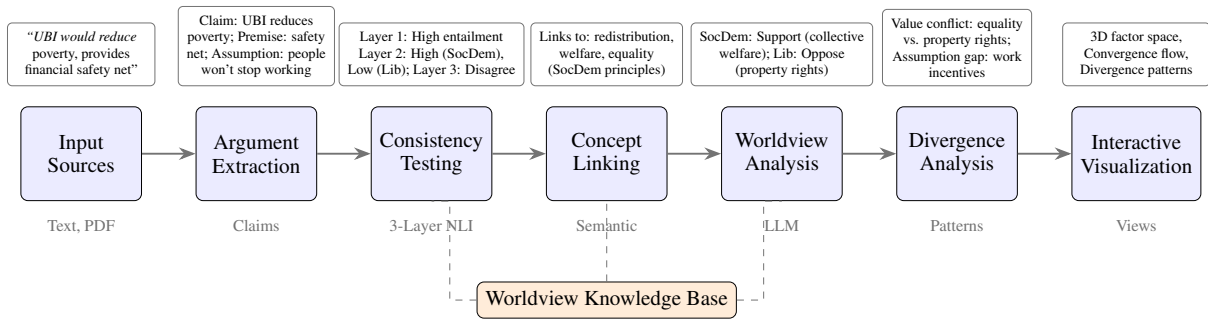 “UBI would reduce
poverty, provides
financial safety net”
Claim: UBI reduces
poverty; Premise: safety
net; Assumption: people
won’t stop working
Layer 1: High entailment
Layer 2: High (SocDem),
Low (Lib); Layer 3: Disagree
Links to: redistribution,
welfare, equality
(SocDem principles)
SocDem: Support (collective
welfare); Lib: Oppose
(property rights)
Value conflict: equality
vs. property rights;
Assumption gap: work
incentives
3D factor space,
Convergence flow,
Divergence patterns
Input
Sources
Argument
Extraction
Consistency
Testing
Concept
Linking
Worldview
Analysis
Divergence
Analysis
Interactive
Visualization
Text, PDF
Claims
3-Layer NLI
Semantic
LLM
Patterns
Views
Worldview Knowledge Base